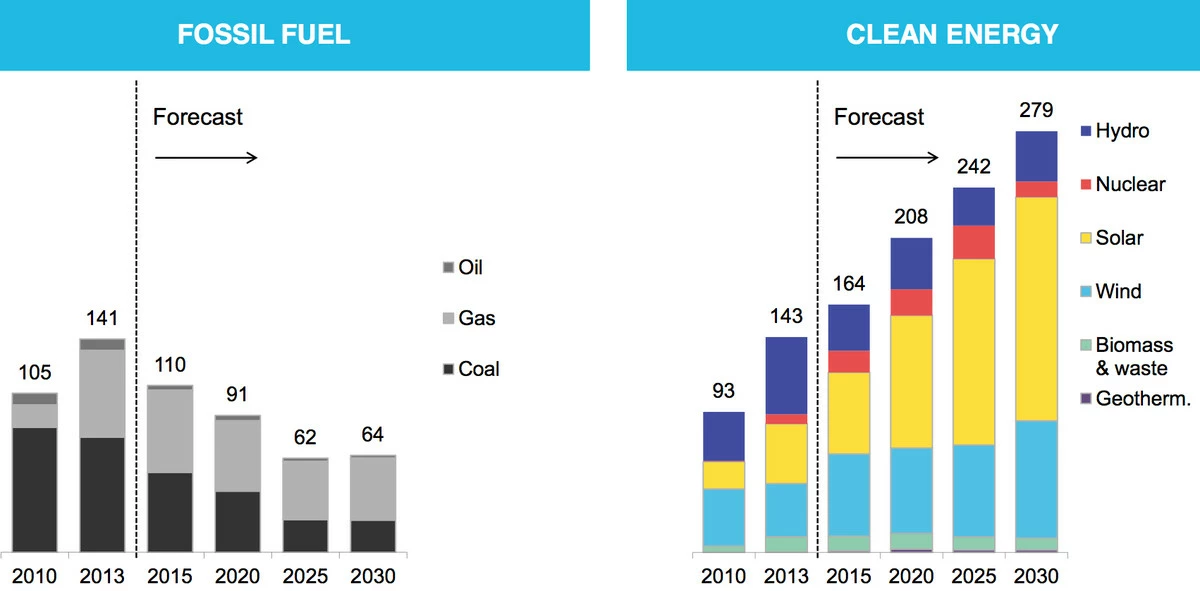 FOSSIL FUEL
Forecast
105
141
110
91
62
64
Oil
Gas
Coal
2010 2013 2015 2020 2025 2030
CLEAN ENERGY
Forecast
93
143
164
208
242
279
Hydro
Nuclear
Solar
Wind
Biomass
& waste
Geotherm.
2010 2013 2015 2020 2025 2030